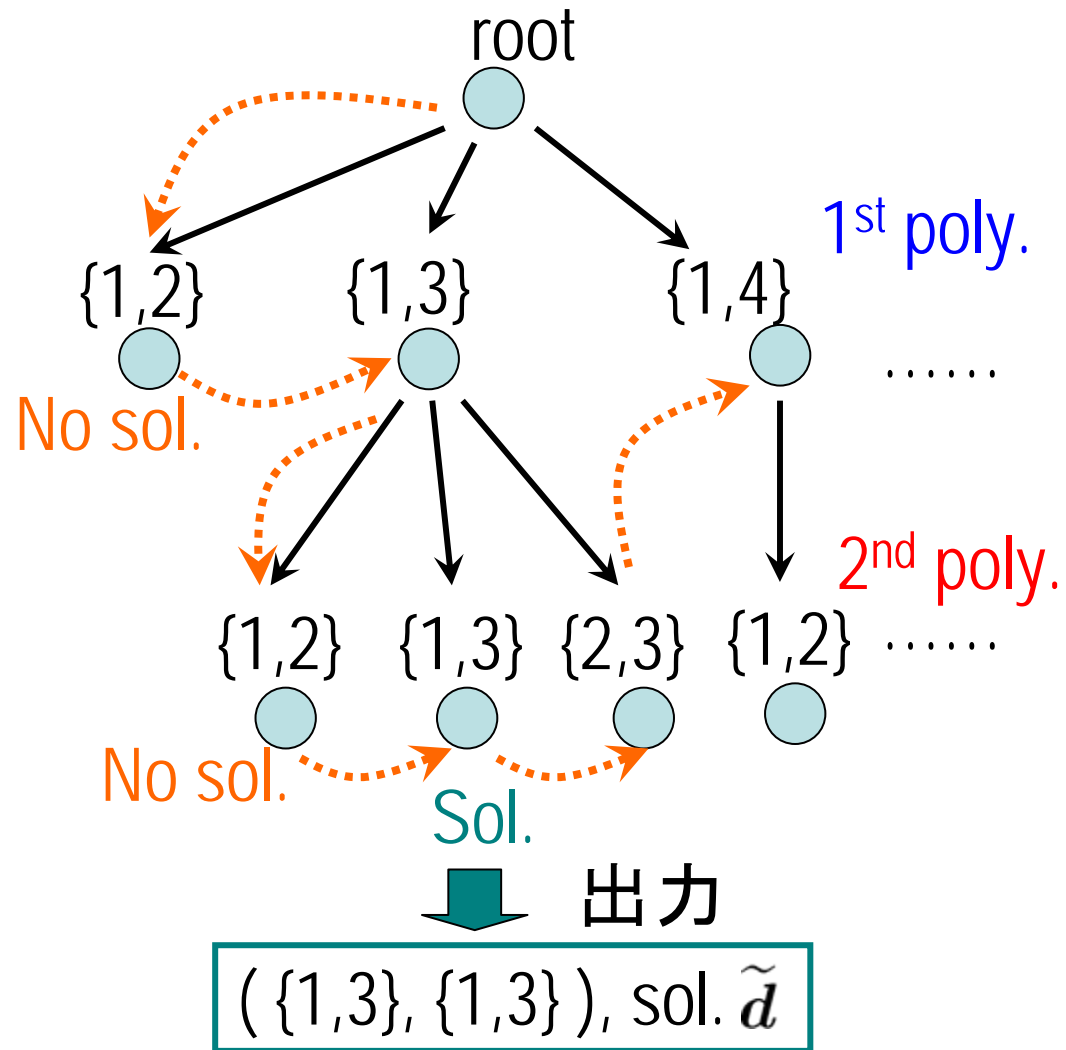 root
1st poly.
{1,2} {1,3} {1,4}
......
No sol.
2nd poly.
{1,2} {1,3} {2,3} {1,2} ......
No sol.
Sol.
出力
( {1,3}, {1,3} ), sol. d̃